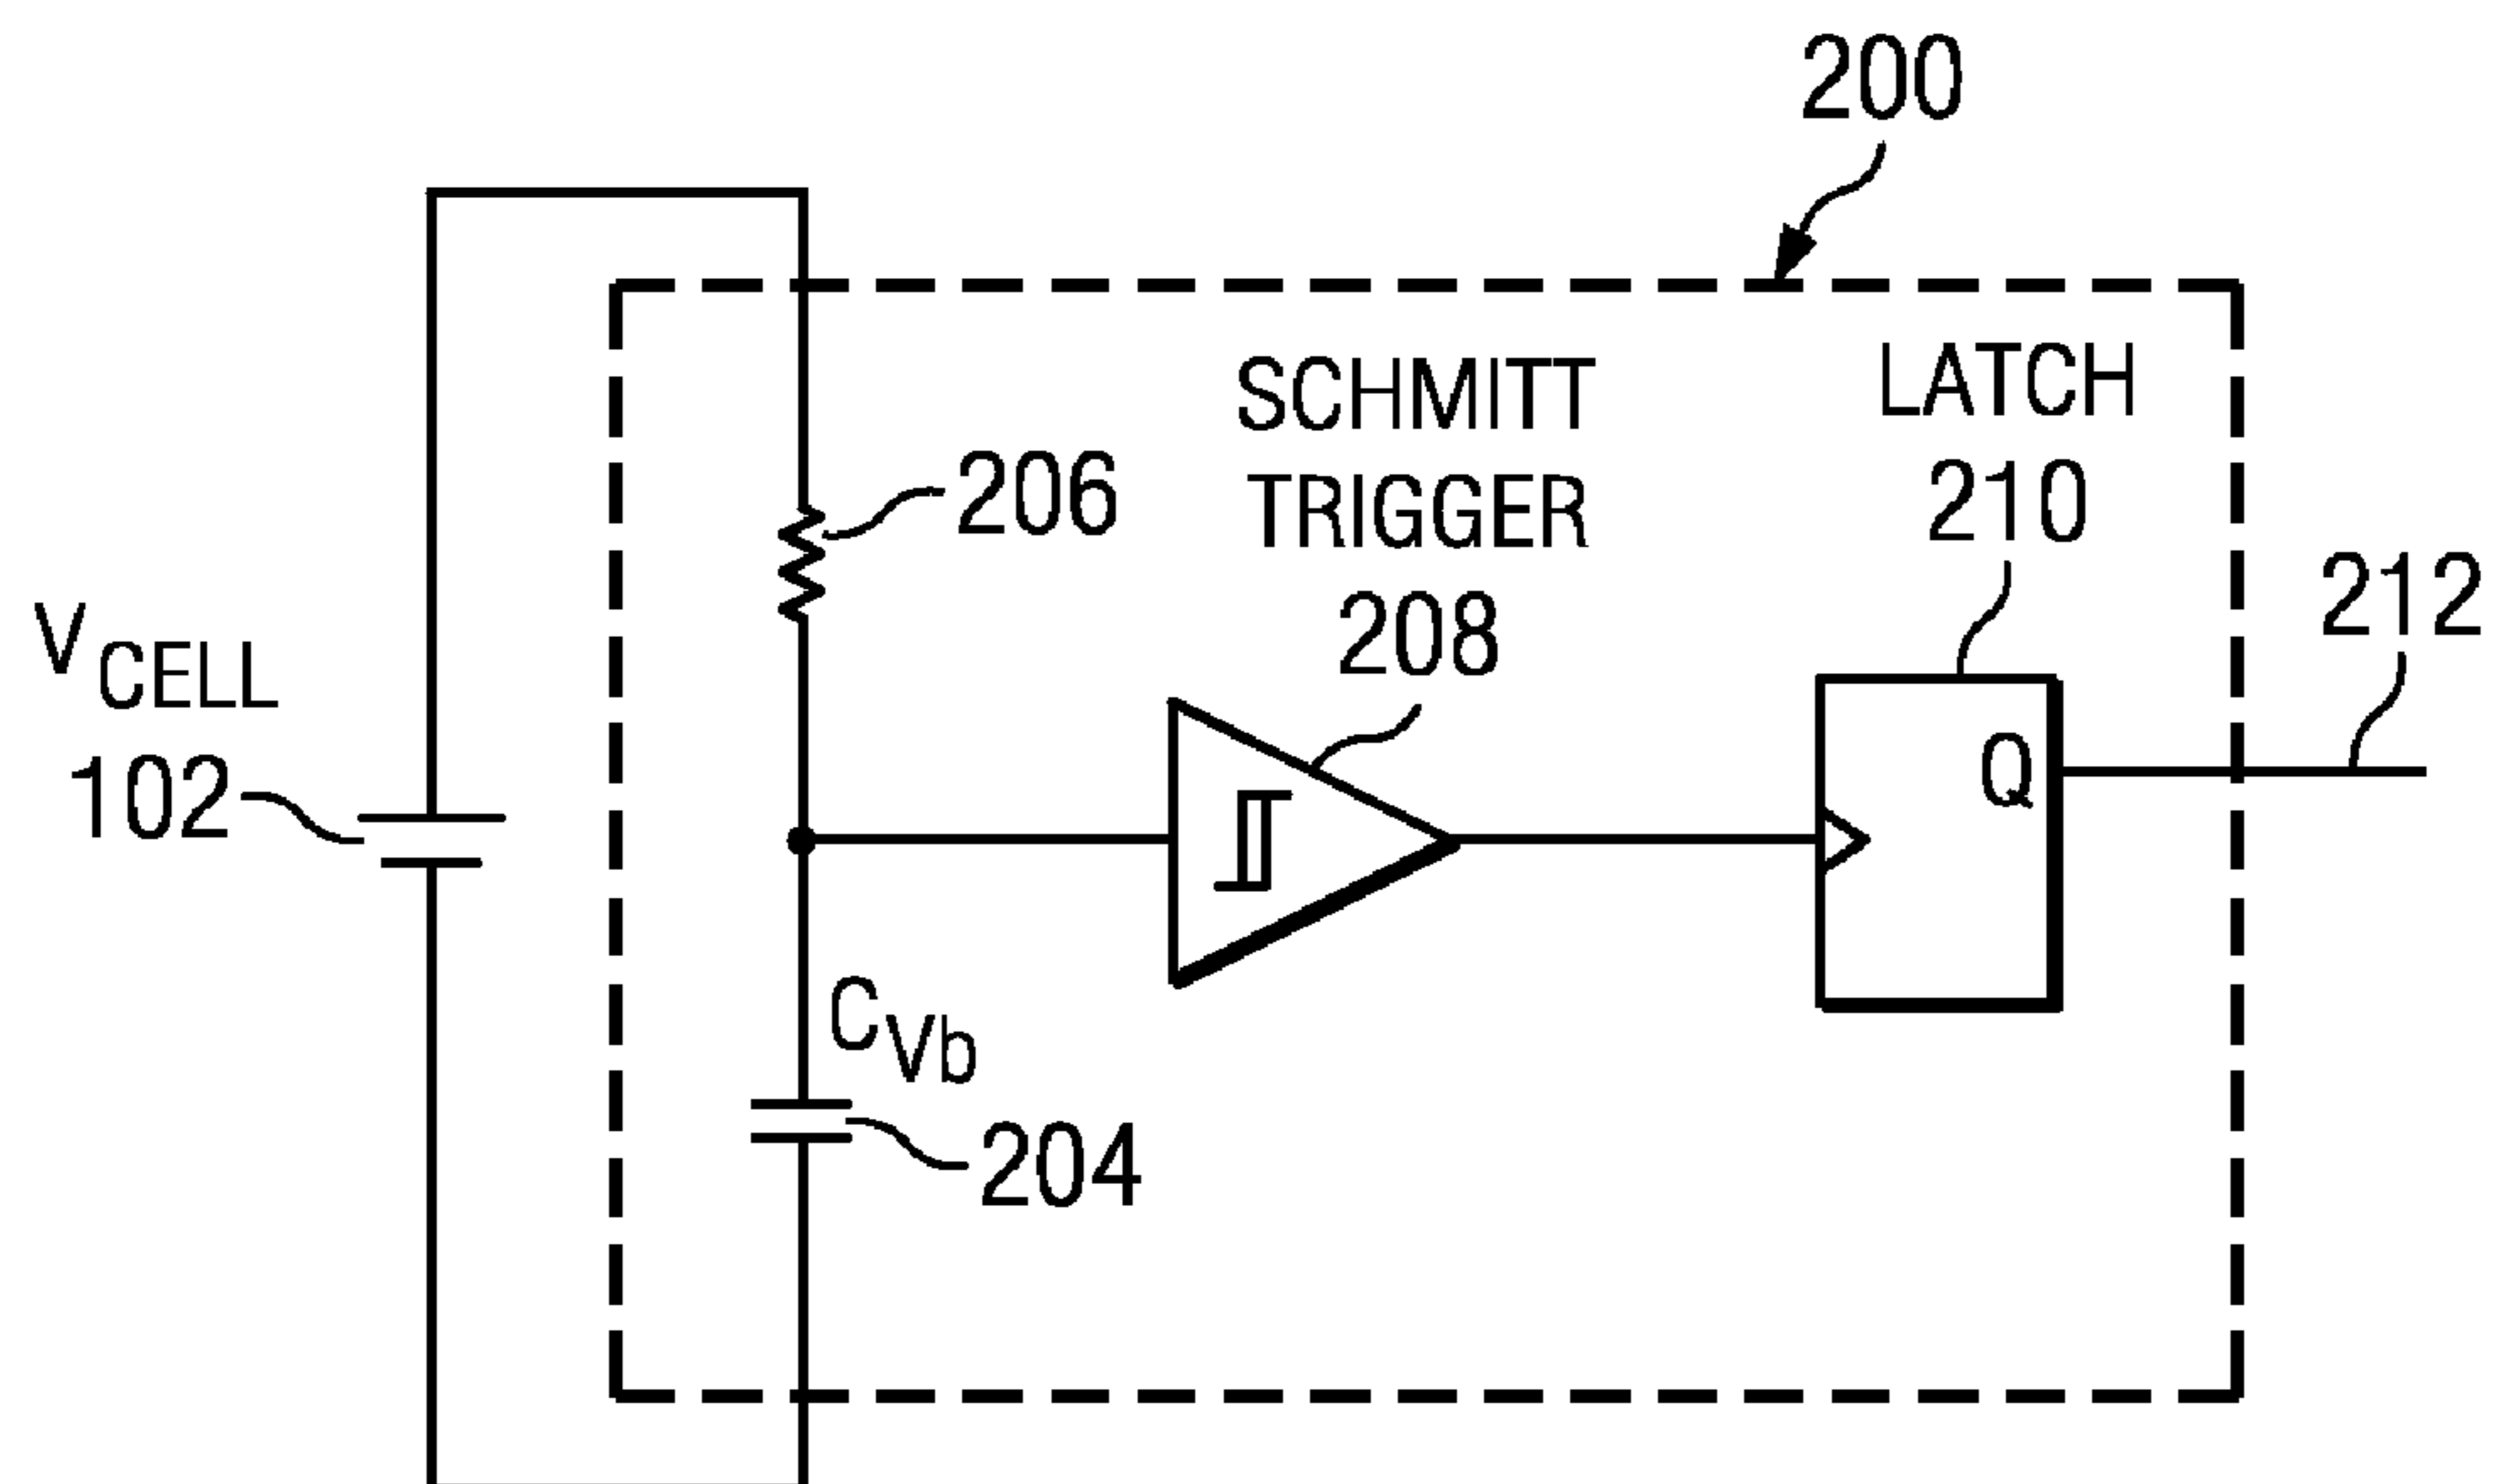 200
SCHMITT
TRIGGER
208
LATCH
210
206
212
VCELL
102
Q
CVb
204